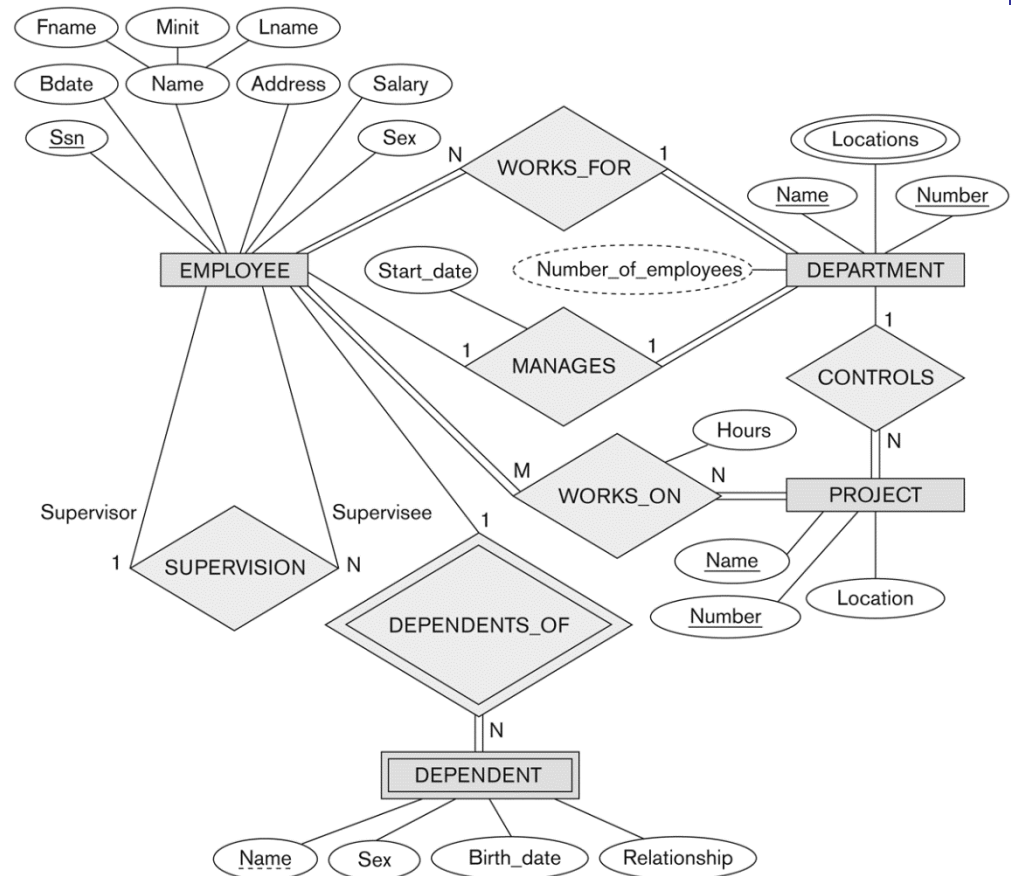 Fname
Minit
Lname
Bdate
Name
Address
Salary
Ssn
Sex
N
WORKS_FOR
1
Locations
Name
Number
EMPLOYEE
Start_date
Number_of_employees
DEPARTMENT
1
MANAGES
1
1
CONTROLS
N
Hours
M
WORKS_ON
N
PROJECT
Supervisor
Supervisee
1
SUPERVISION
N
1
Name
Number
Location
DEPENDENTS_OF
N
DEPENDENT
Name
Sex
Birth_date
Relationship